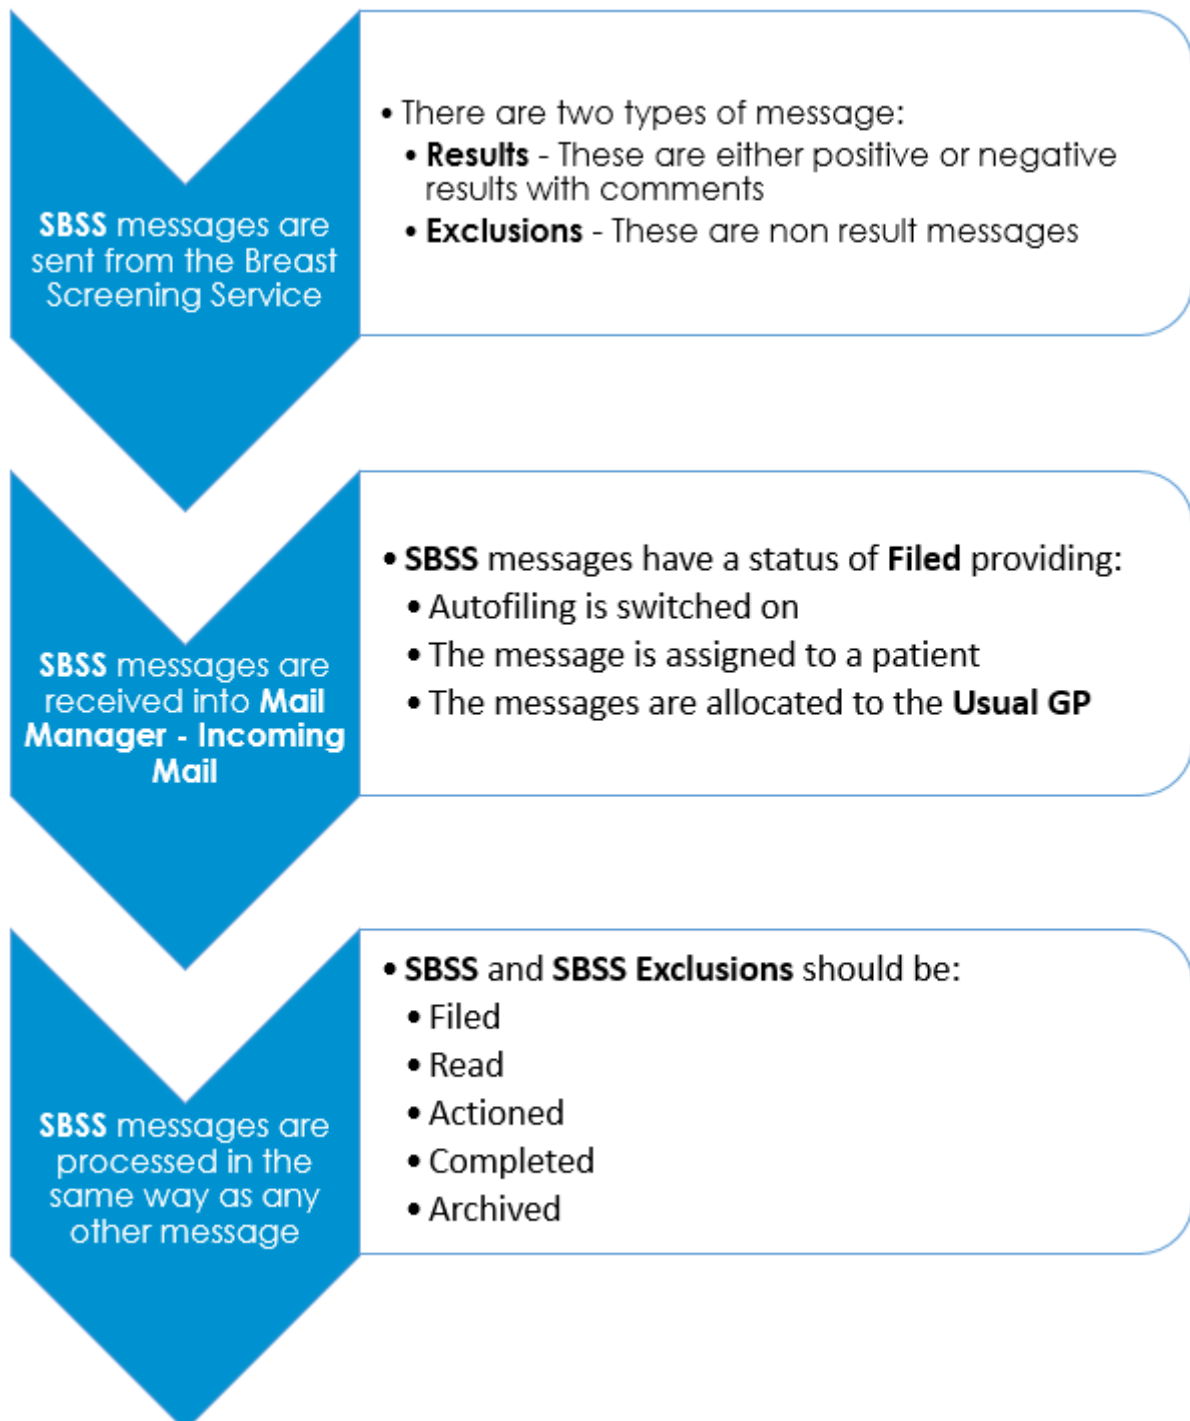 SBSS messages are
sent from the Breast
Screening Service
• There are two types of message:
• Results - These are either positive or negative
results with comments
• Exclusions - These are non result messages
SBSS messages are
received into Mail
Manager - Incoming
Mail
• SBSS messages have a status of Filed providing:
• Autofiling is switched on
• The message is assigned to a patient
• The messages are allocated to the Usual GP
SBSS messages are
processed in the
same way as any
other message
• SBSS and SBSS Exclusions should be:
• Filed
• Read
• Actioned
• Completed
• Archived